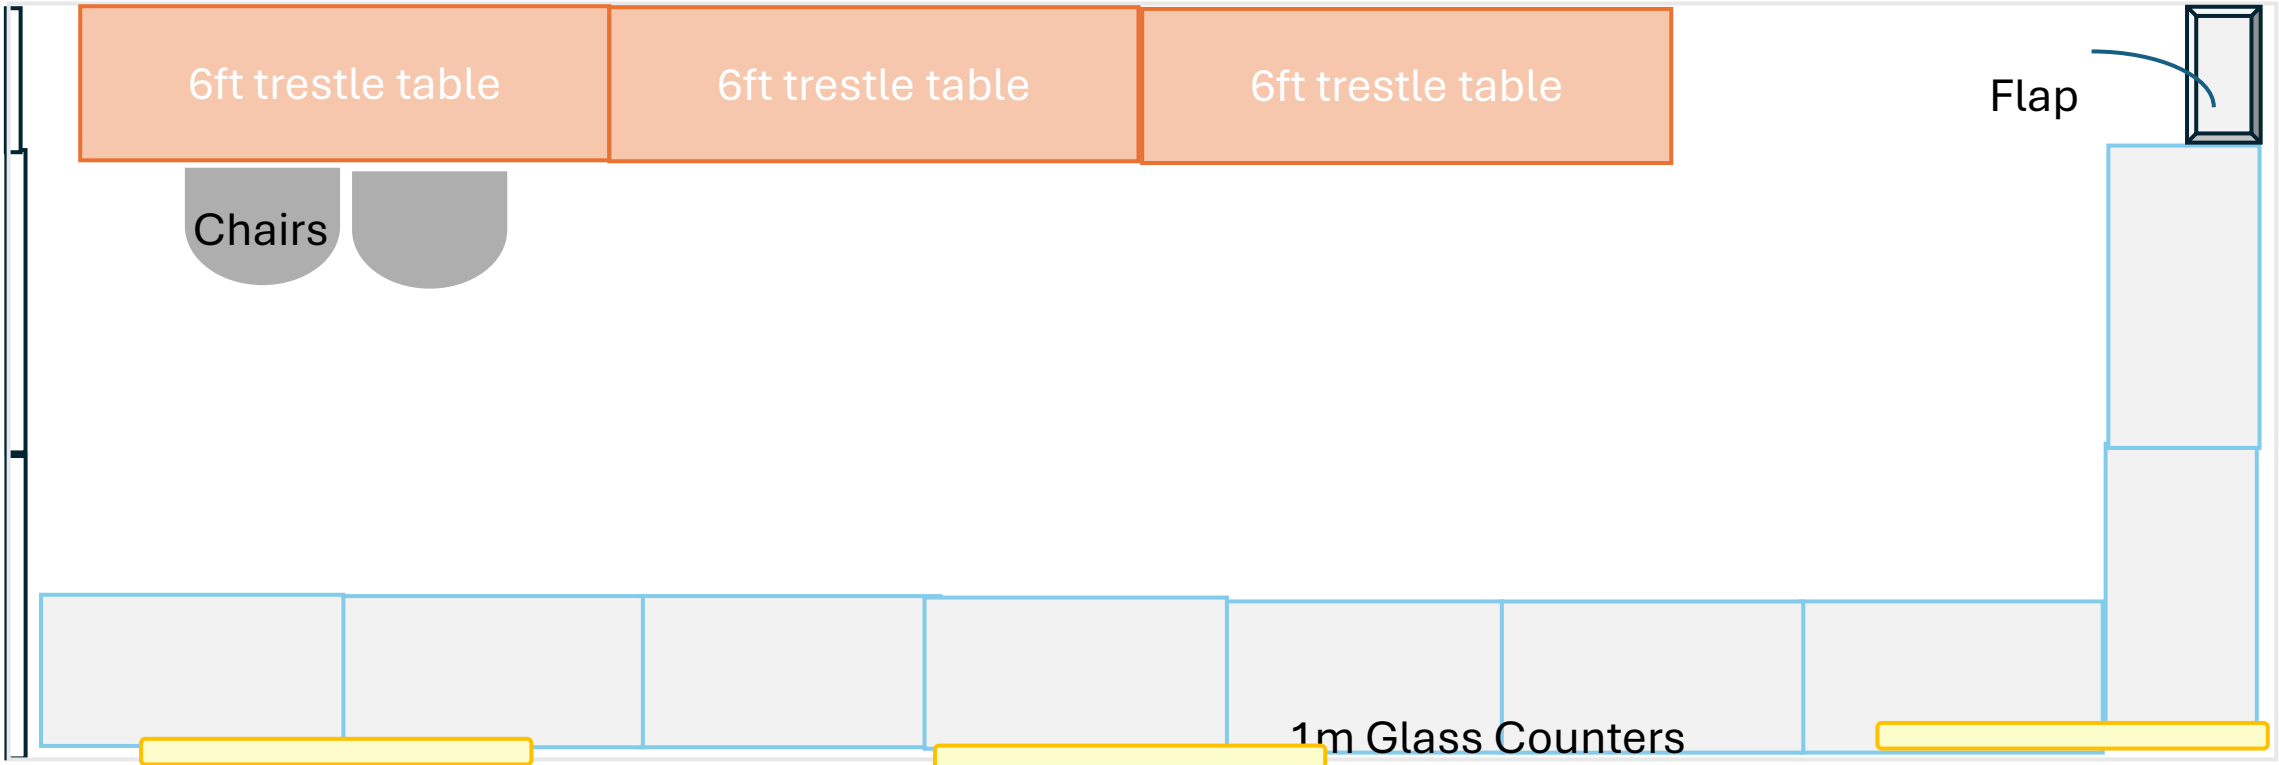 6ft trestle table
6ft trestle table
6ft trestle table
Flap
Chairs
1m Glass Counters